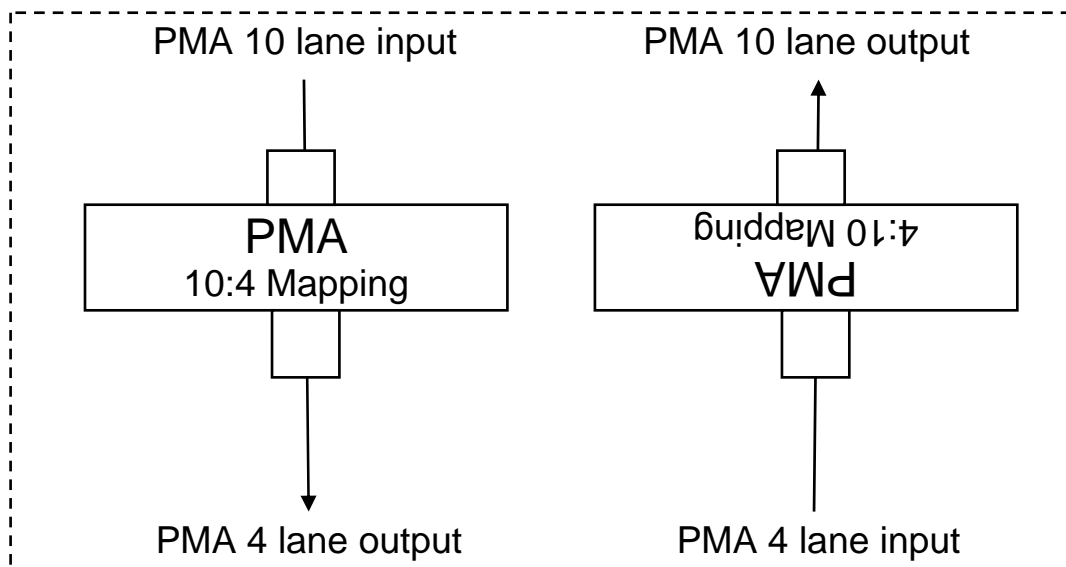 PMA 10 lane input
PMA
10:4 Mapping
PMA 4 lane output
PMA 10 lane output
PMA
4:10 Mapping
PMA 4 lane input